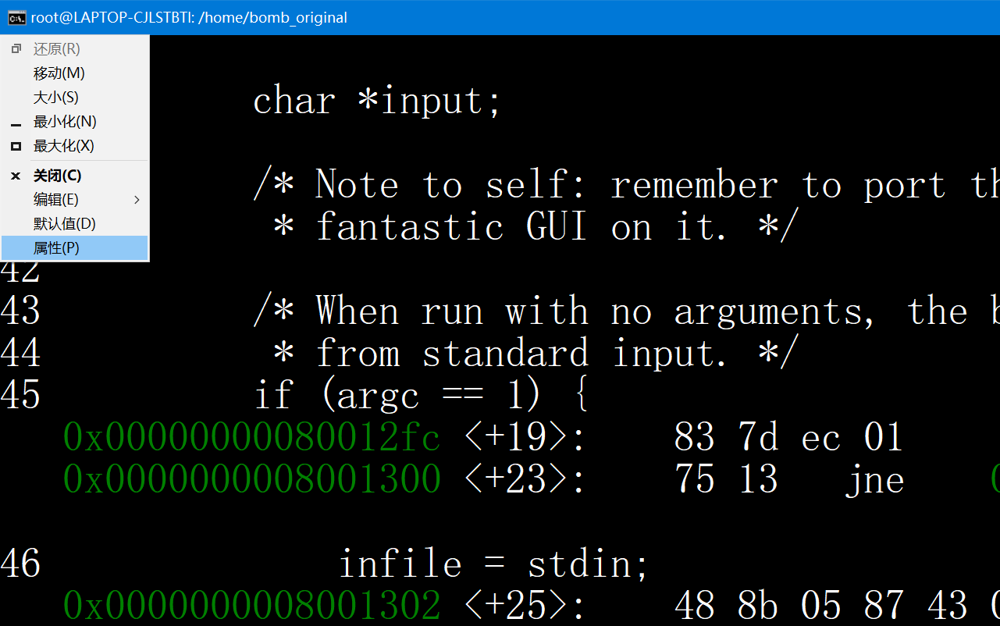 root@LAPTOP-CJLSTBTI: /home/bomb_original
还原(R)
移动(M)
大小(S)
最小化(N)
最大化(X)
关闭(C)
编辑(E)
默认值(D)
属性(P)
char *input;
/* Note to self: remember to port
* fantastic GUI on it. */
42
43 /* When run with no arguments, the
44 * from standard input. */
45 if (argc == 1) {
0x00000000080012fc <+19>: 83 7d ec 01
0x0000000008001300 <+23>: 75 13 jne
46 infile = stdin;
0x0000000008001302 <+25>: 48 8b 05 87 43